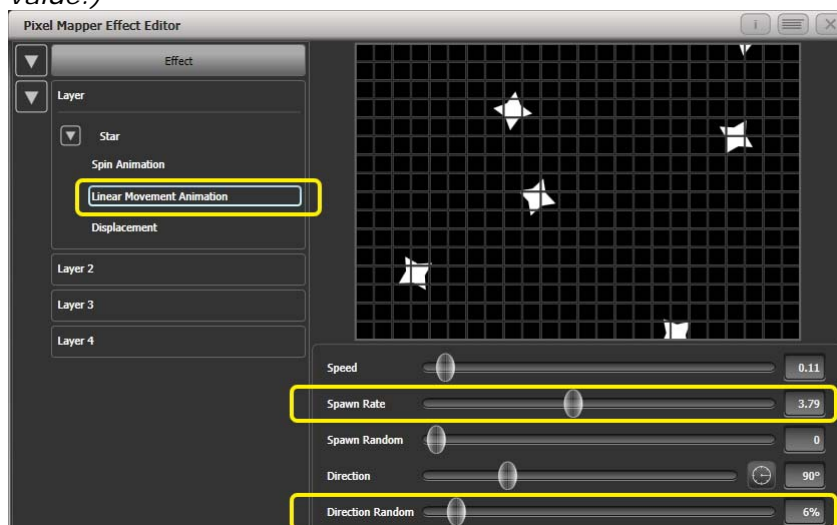 value.)
Pixel Mapper Effect Editor
Effect
Layer
Star
Spin Animation
Linear Movement Animation
Displacement
Layer 2
Layer 3
Layer 4
Speed 0.11
Spawn Rate 3.79
Spawn Random 0
Direction 90°
Direction Random 6%